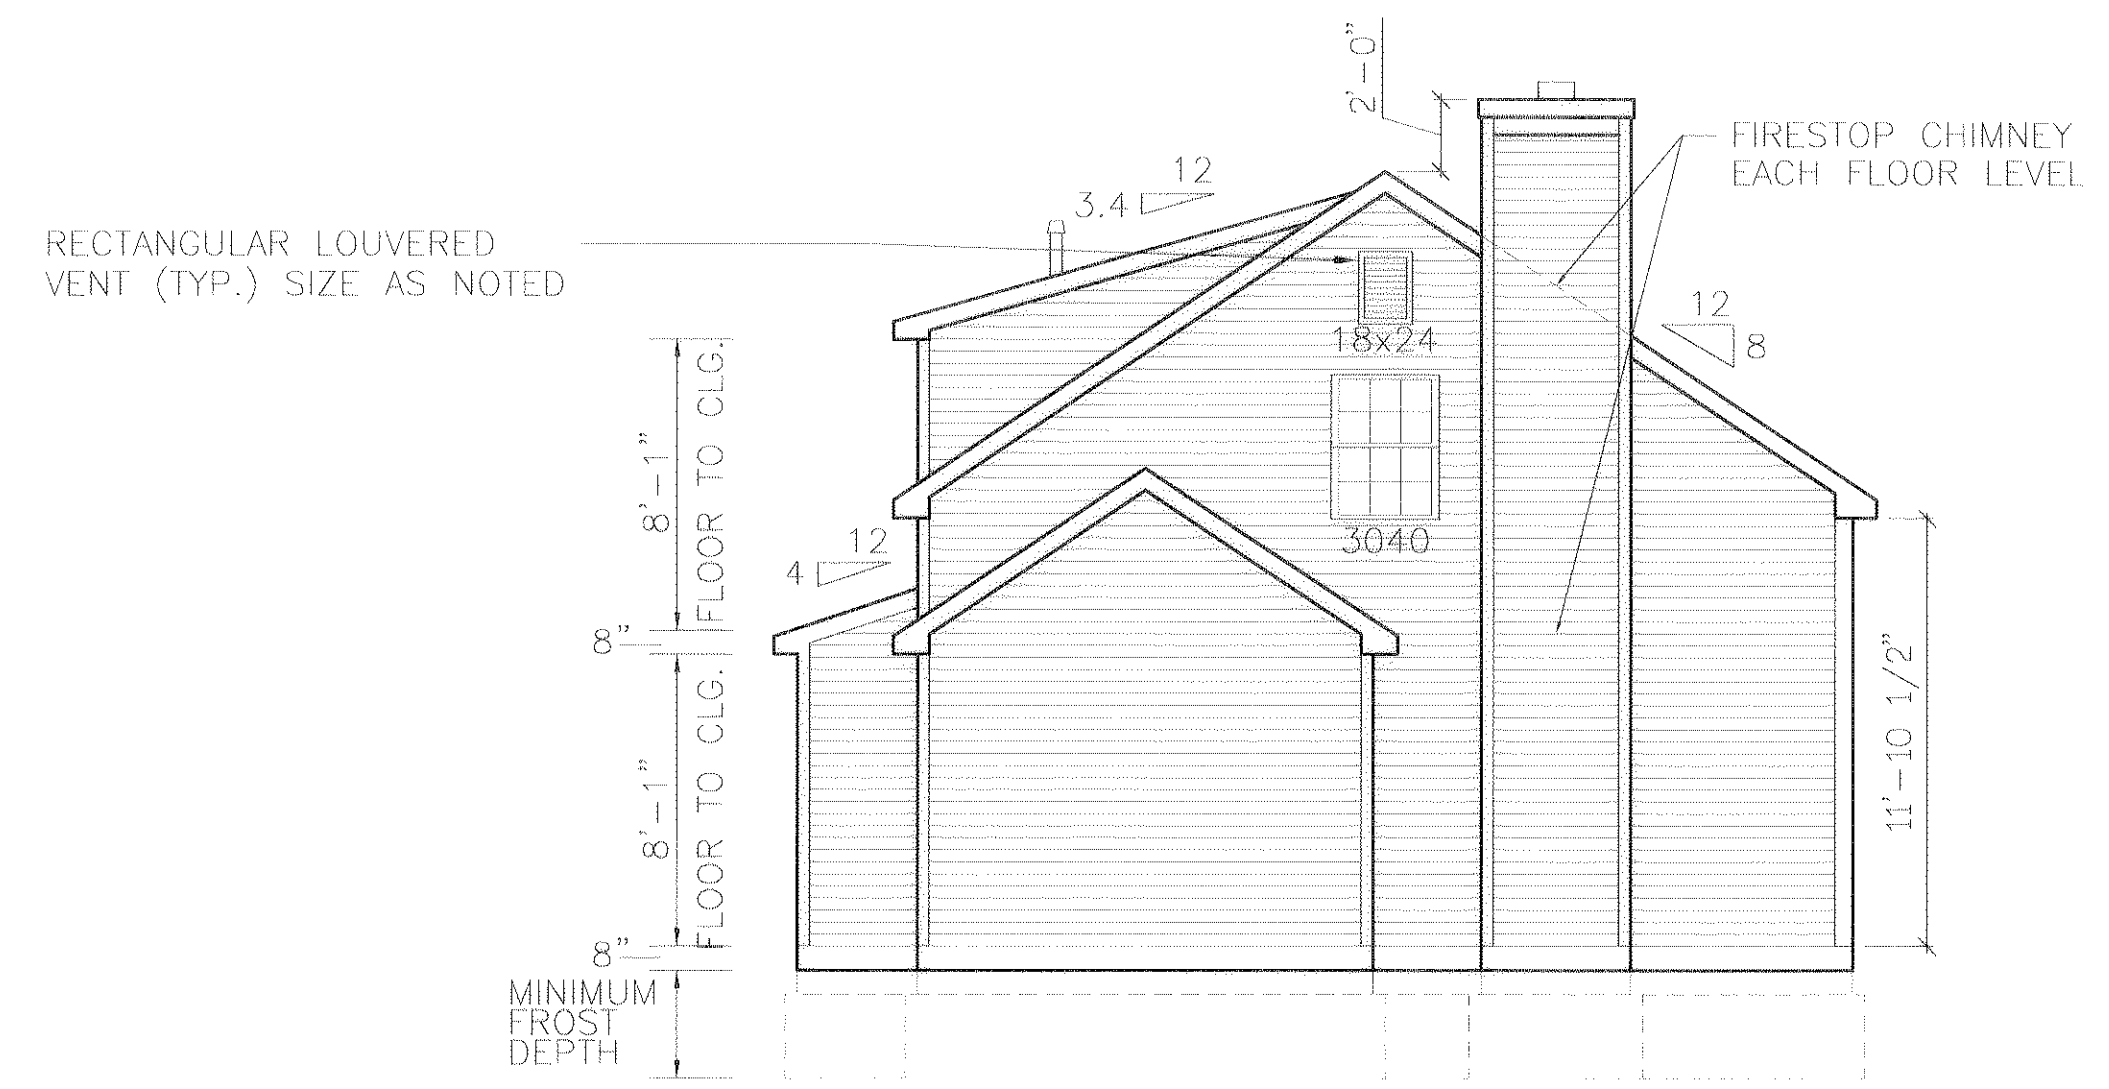 2'-0"
FIRESTOP CHIMNEY
EACH FLOOR LEVEL
12
3.4
RECTANGULAR LOUVERED
VENT (TYP.) SIZE AS NOTED
12
8
18x24
8'-1"
FLOOR TO CLG.
3040
12
4
8"
11'-10 1/2"
8'-1"
FLOOR TO CLG.
8"
MINIMUM
FROST
DEPTH